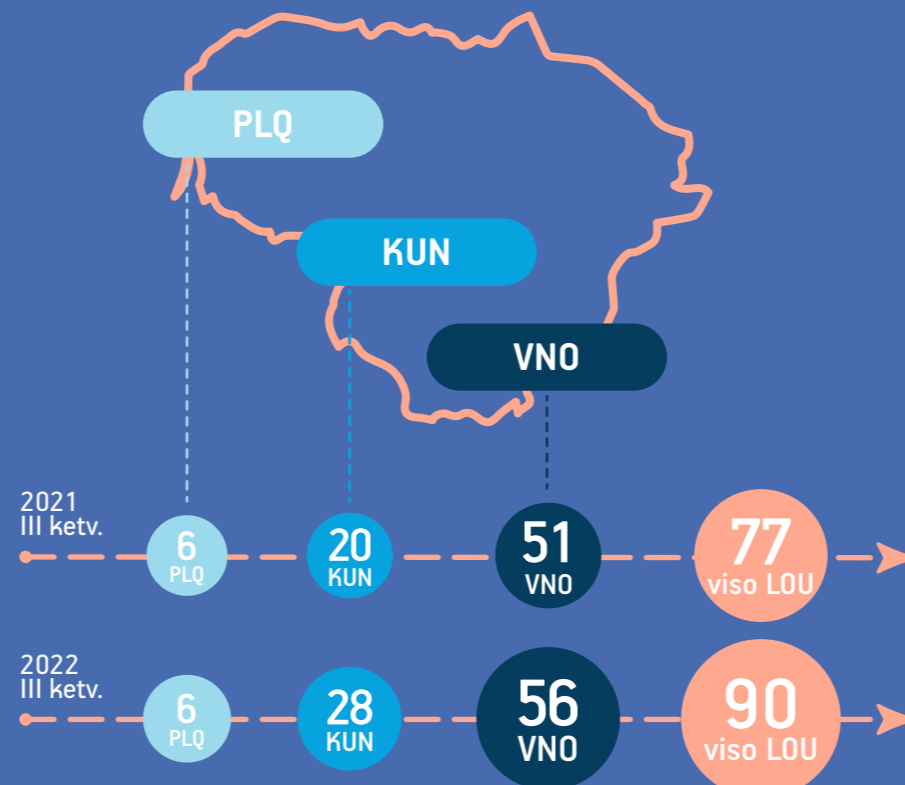 PLQ
KUN
VNO
2021
III ketv.
6
PLQ
20
KUN
51
VNO
77
viso LOU
2022
III ketv.
6
PLQ
28
KUN
56
VNO
90
viso LOU